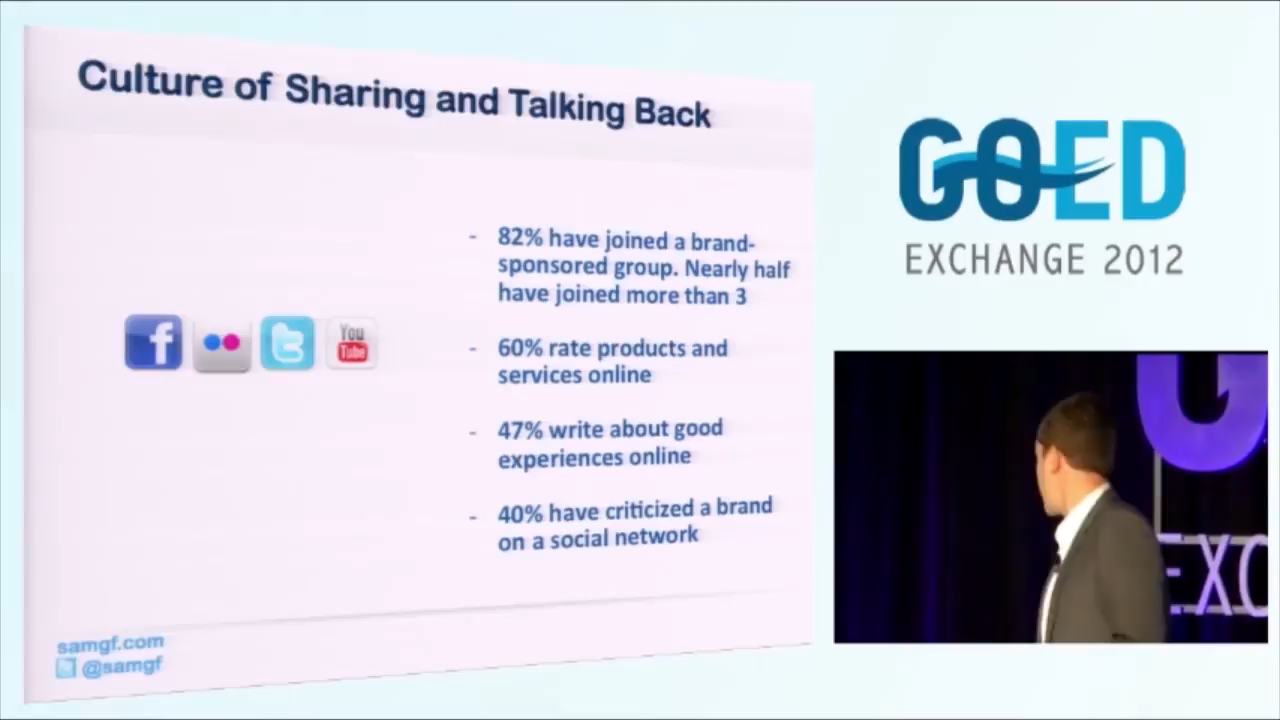 Culture of Sharing and Talking Back
- 82% have joined a brand-
sponsored group. Nearly half
have joined more than 3
- 60% rate products and
services online
- 47% write about good
experiences online
- 40% have criticized a brand
on a social network
f
t
You
Tube
samgf.com
@samgf
GOED
EXCHANGE 2012
G
EXC